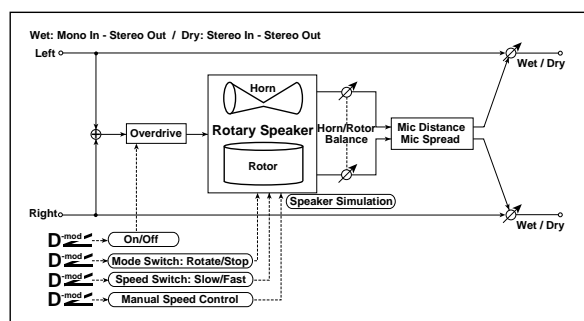 Wet: Mono In - Stereo Out / Dry: Stereo In - Stereo Out
Left
Wet / Dry
Horn
Rotary Speaker
Overdrive
Horn/Rotor
Balance
Mic Distance
Mic Spread
Rotor
Speaker Simulation
Right
Wet / Dry
D-mod On/Off
D-mod Mode Switch: Rotate/Stop
D-mod Speed Switch: Slow/Fast
D-mod Manual Speed Control